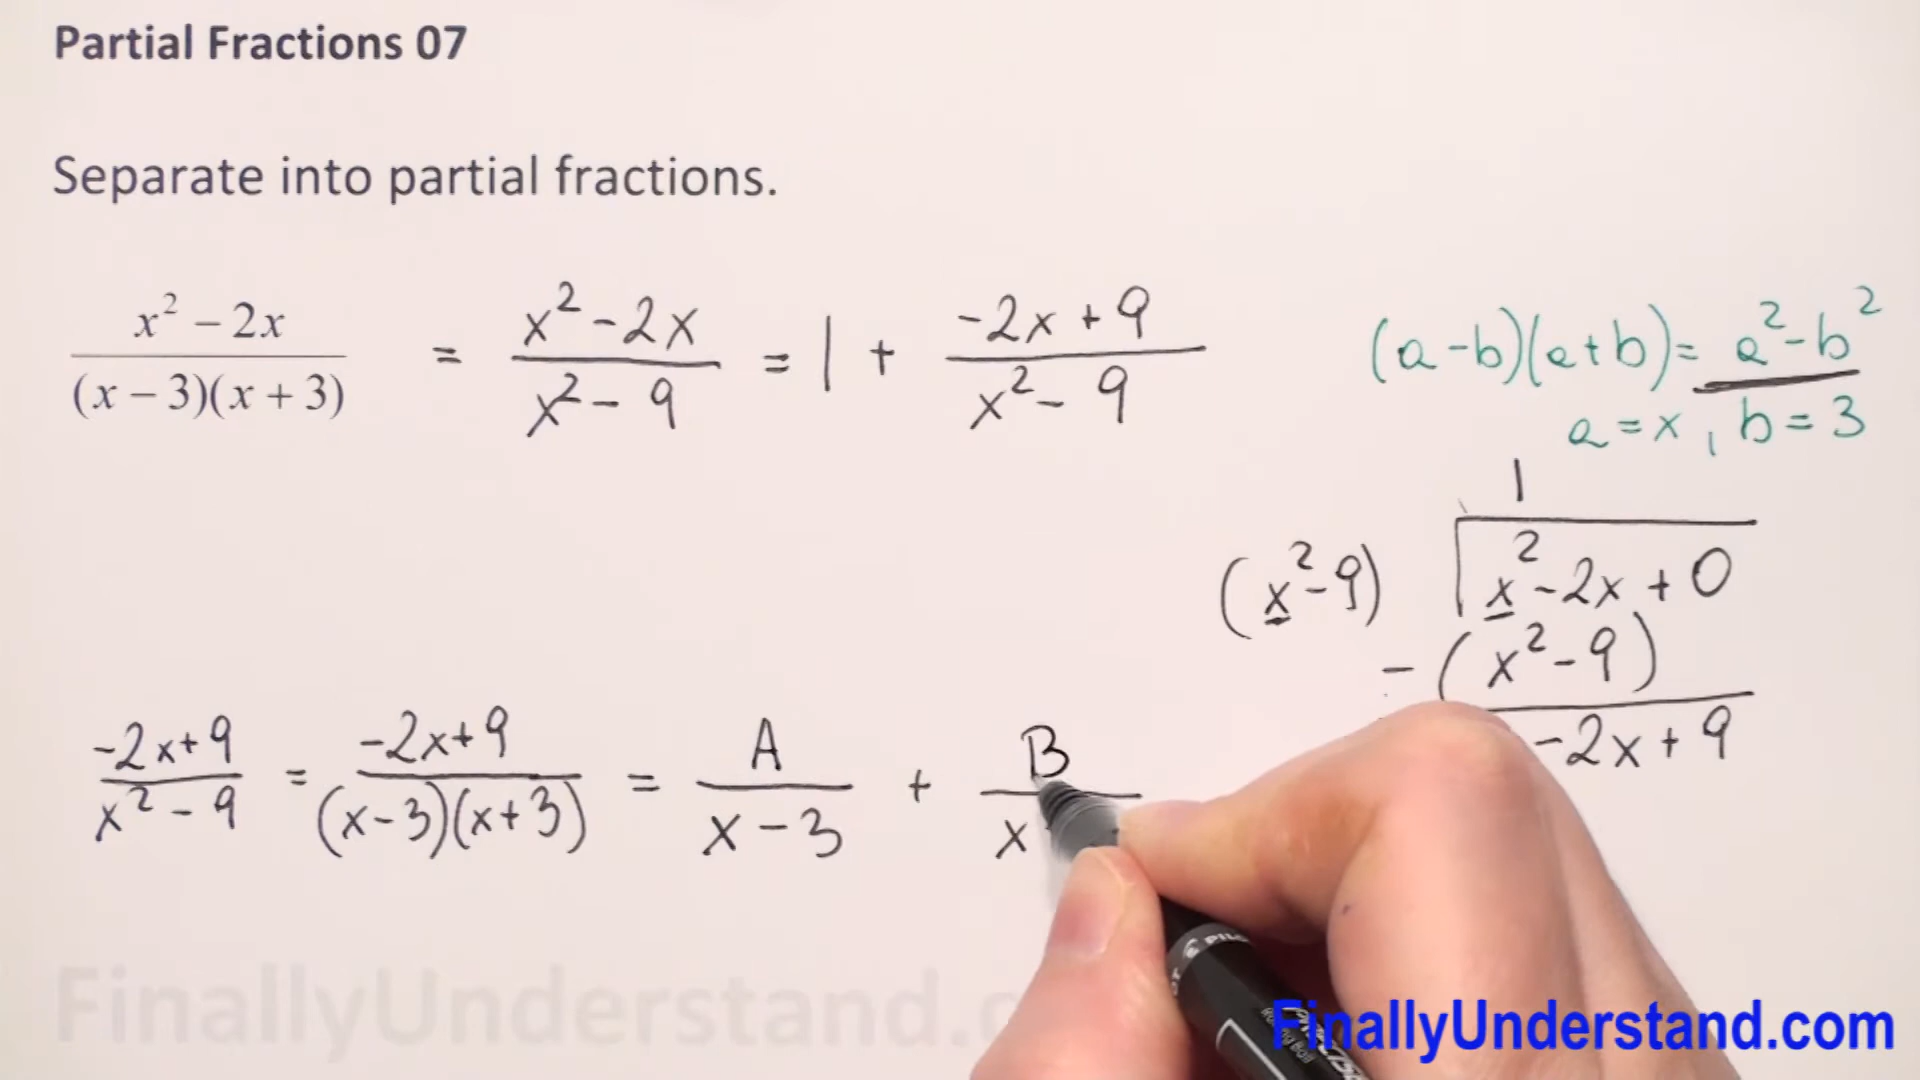 Partial Fractions 07
Separate into partial fractions.
x² − 2x / (x − 3)(x + 3) = x² − 2x / x² − 9 = 1 + −2x + 9 / x² − 9
(a − b)(a + b) = a² − b²
a = x , b = 3
1
(x² − 9) x² − 2x + 0
− (x² − 9)
−2x + 9
−2x + 9 / x² − 9 = −2x + 9 / (x − 3)(x + 3) = A / x − 3 + B / x
FinallyUnderstand.c
PILO
FinallyUnderstand.com